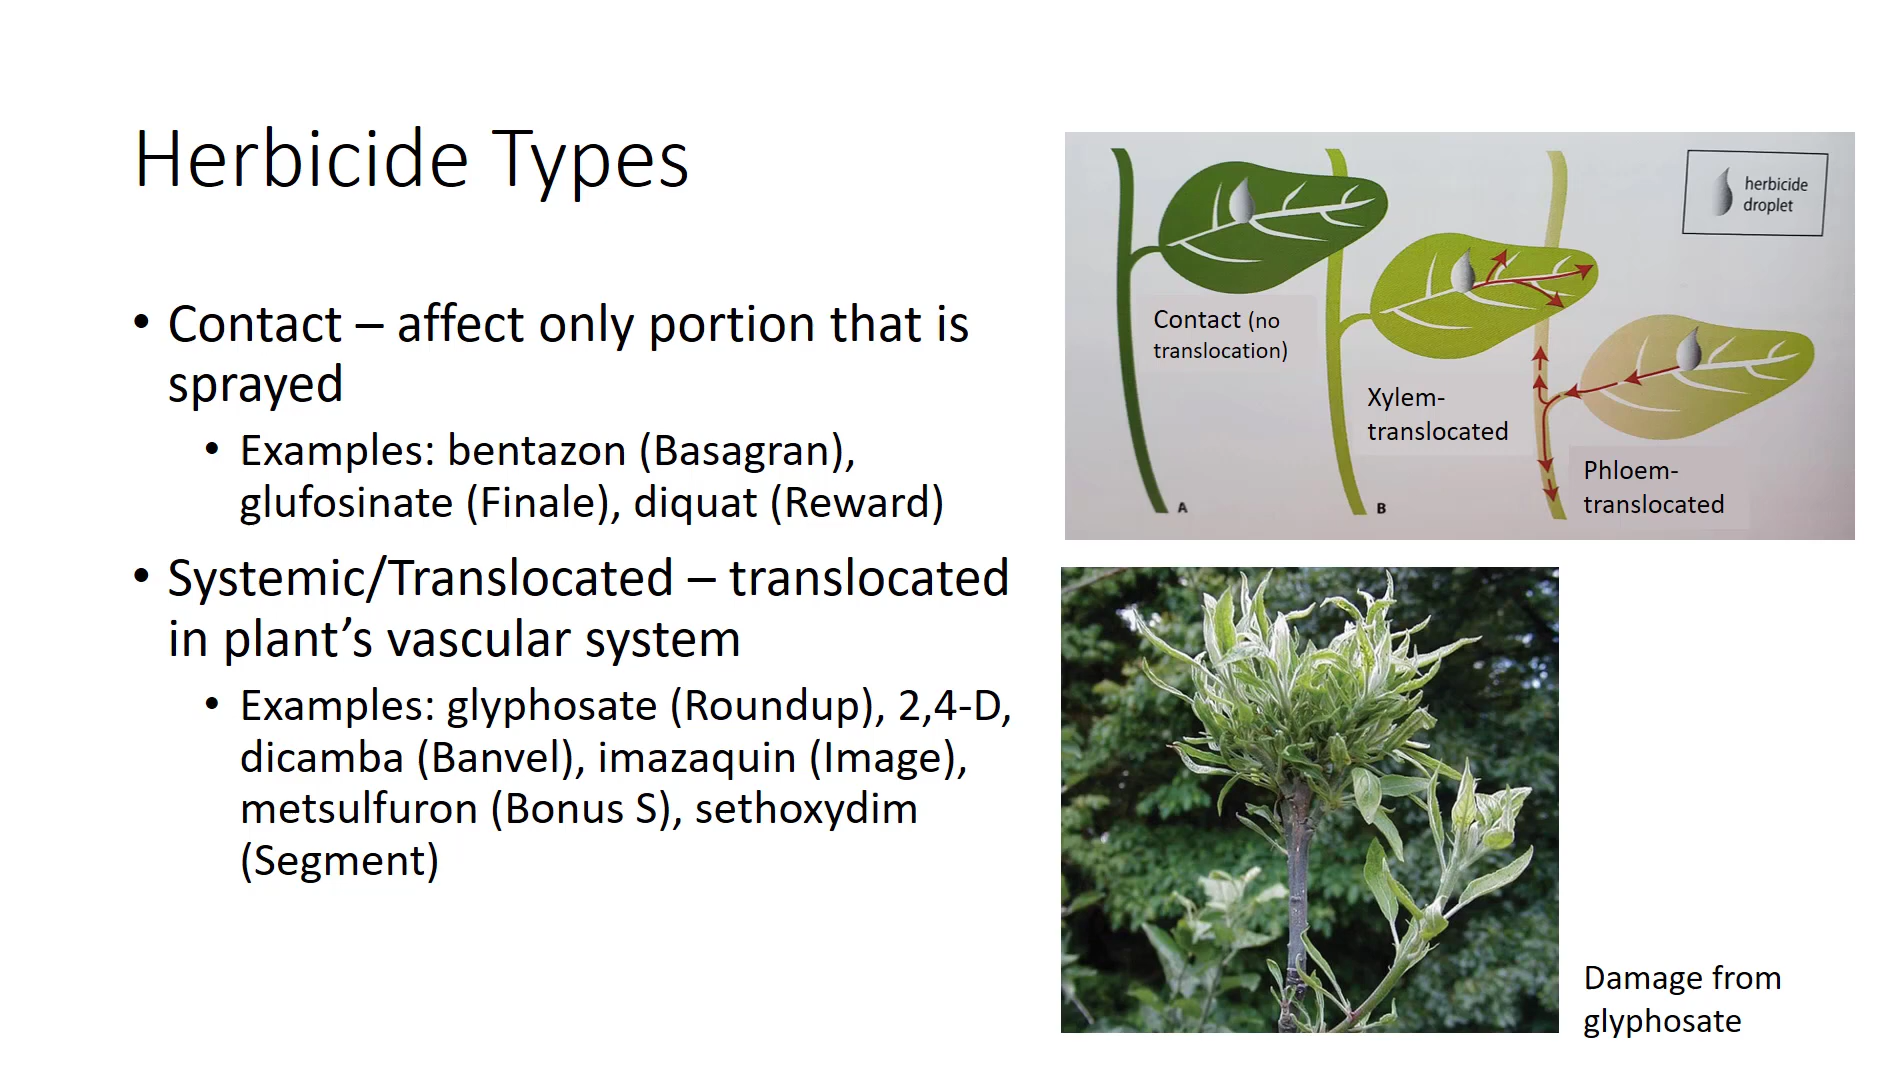 Herbicide Types
• Contact – affect only portion that is
sprayed
• Examples: bentazon (Basagran),
glufosinate (Finale), diquat (Reward)
• Systemic/Translocated – translocated
in plant’s vascular system
• Examples: glyphosate (Roundup), 2,4-D,
dicamba (Banvel), imazaquin (Image),
metsulfuron (Bonus S), sethoxydim
(Segment)
herbicide
droplet
Contact (no
translocation)
Xylem-
translocated
Phloem-
translocated
A
B
Damage from
glyphosate